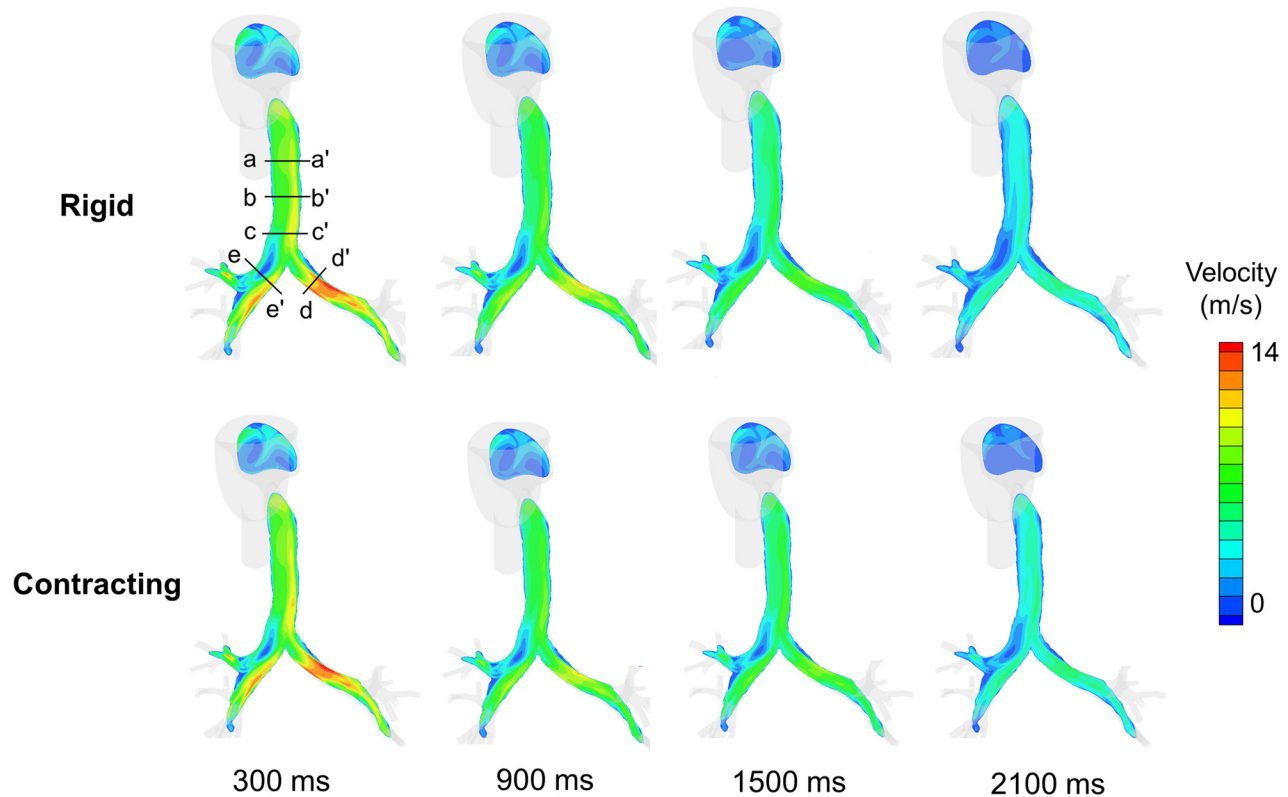 a a'
b b'
Rigid
c c'
e d'
e' d
Velocity
(m/s)
14
0
Contracting
300 ms
900 ms
1500 ms
2100 ms